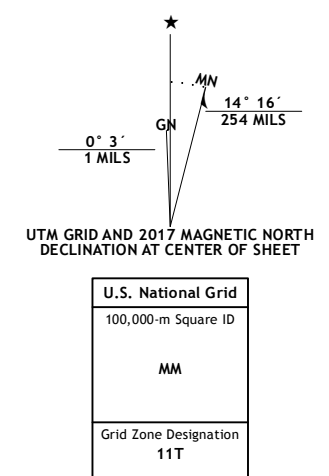 ★
MN
14° 16´
254 MILS
GN
0° 3´
1 MILS
UTM GRID AND 2017 MAGNETIC NORTH
DECLINATION AT CENTER OF SHEET
U.S. National Grid
100,000-m Square ID
MM
Grid Zone Designation
11T